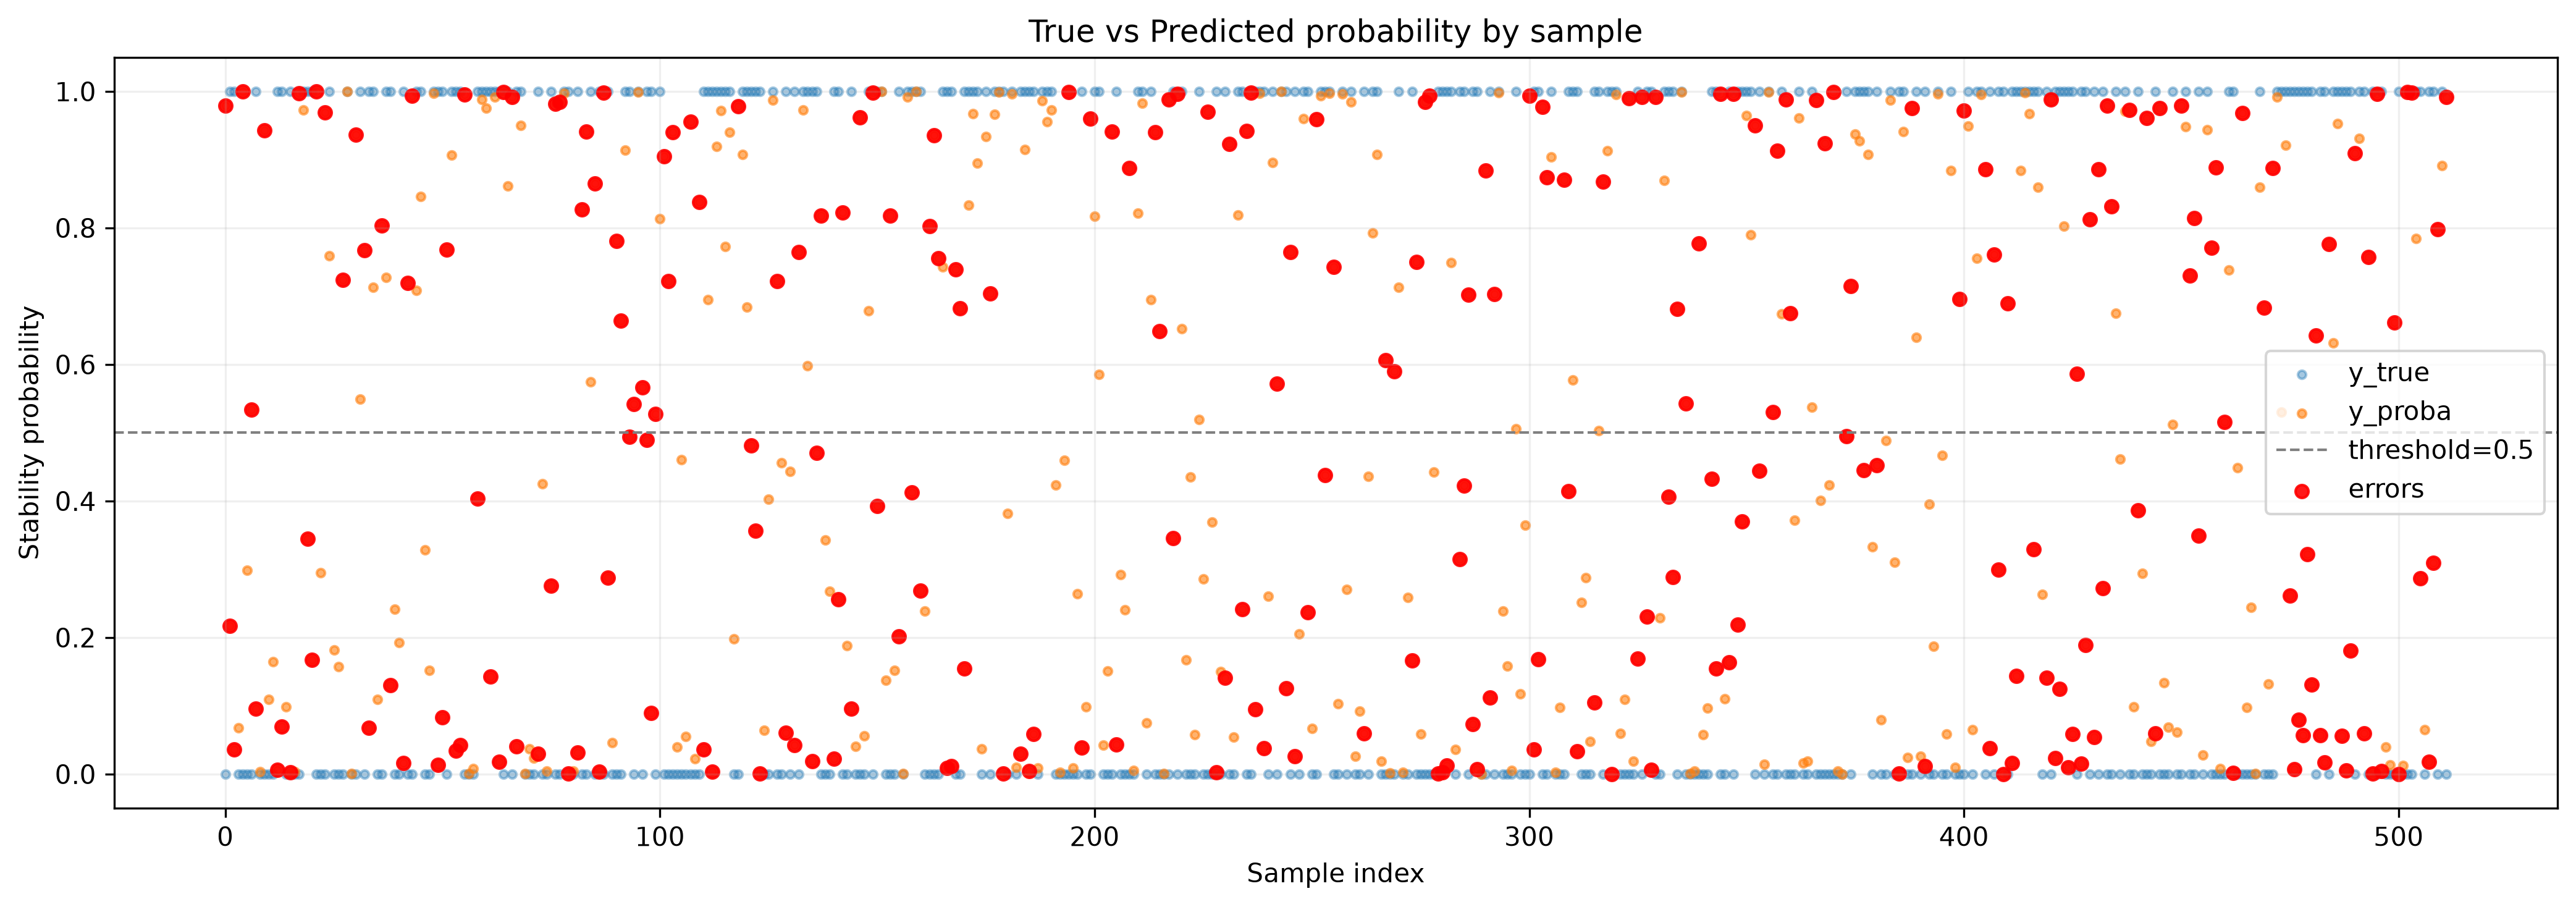 True vs Predicted probability by sample
Stability probability
1.0
0.8
0.6
0.4
0.2
0.0
0
100
200
300
400
500
Sample index
y_true
y_proba
threshold=0.5
errors